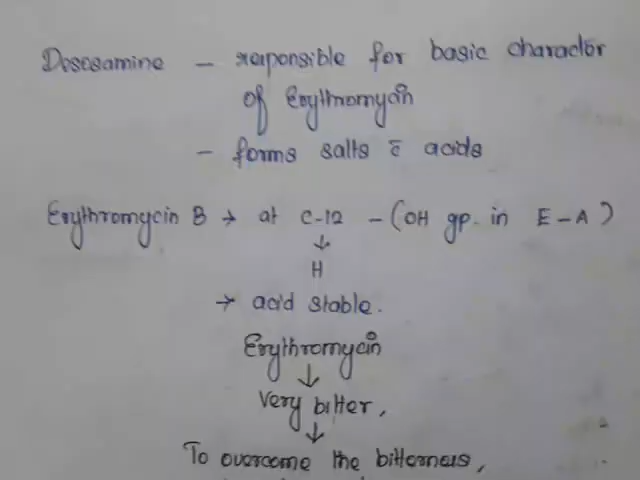 Desosamine – responsible for basic charactor
of Erythromycin
– forms salts c̄ acids
Erythromycin B → at C-12 – (OH gp. in E-A)
↓
H
→ acid stable.
Erythromycin
↓
Very bitter,
↓
To overcome the bitterness,